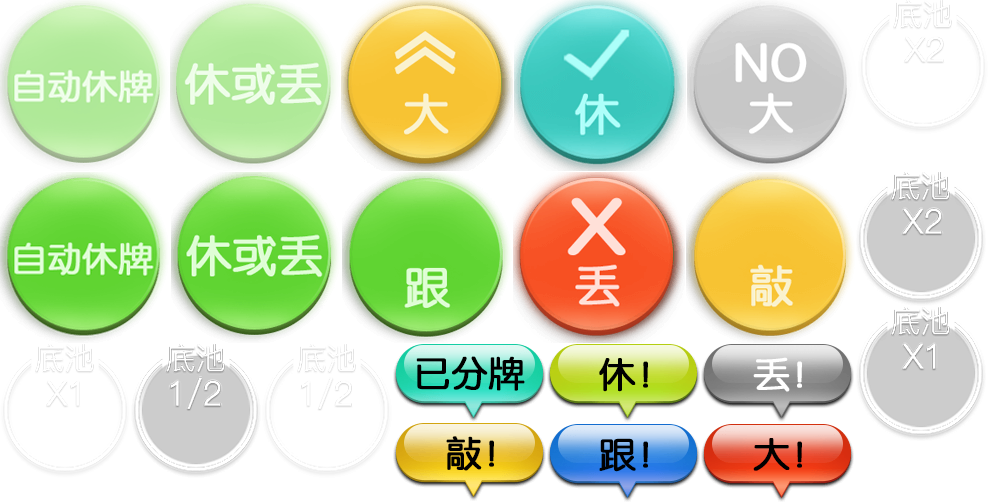 自动休牌
休或丢
大
休
NO
大
底池
X2
自动休牌
休或丢
跟
丢
敲
底池
X2
底池
X1
底池
X1
底池
1/2
底池
1/2
已分牌
休!
丢!
敲!
跟!
大!